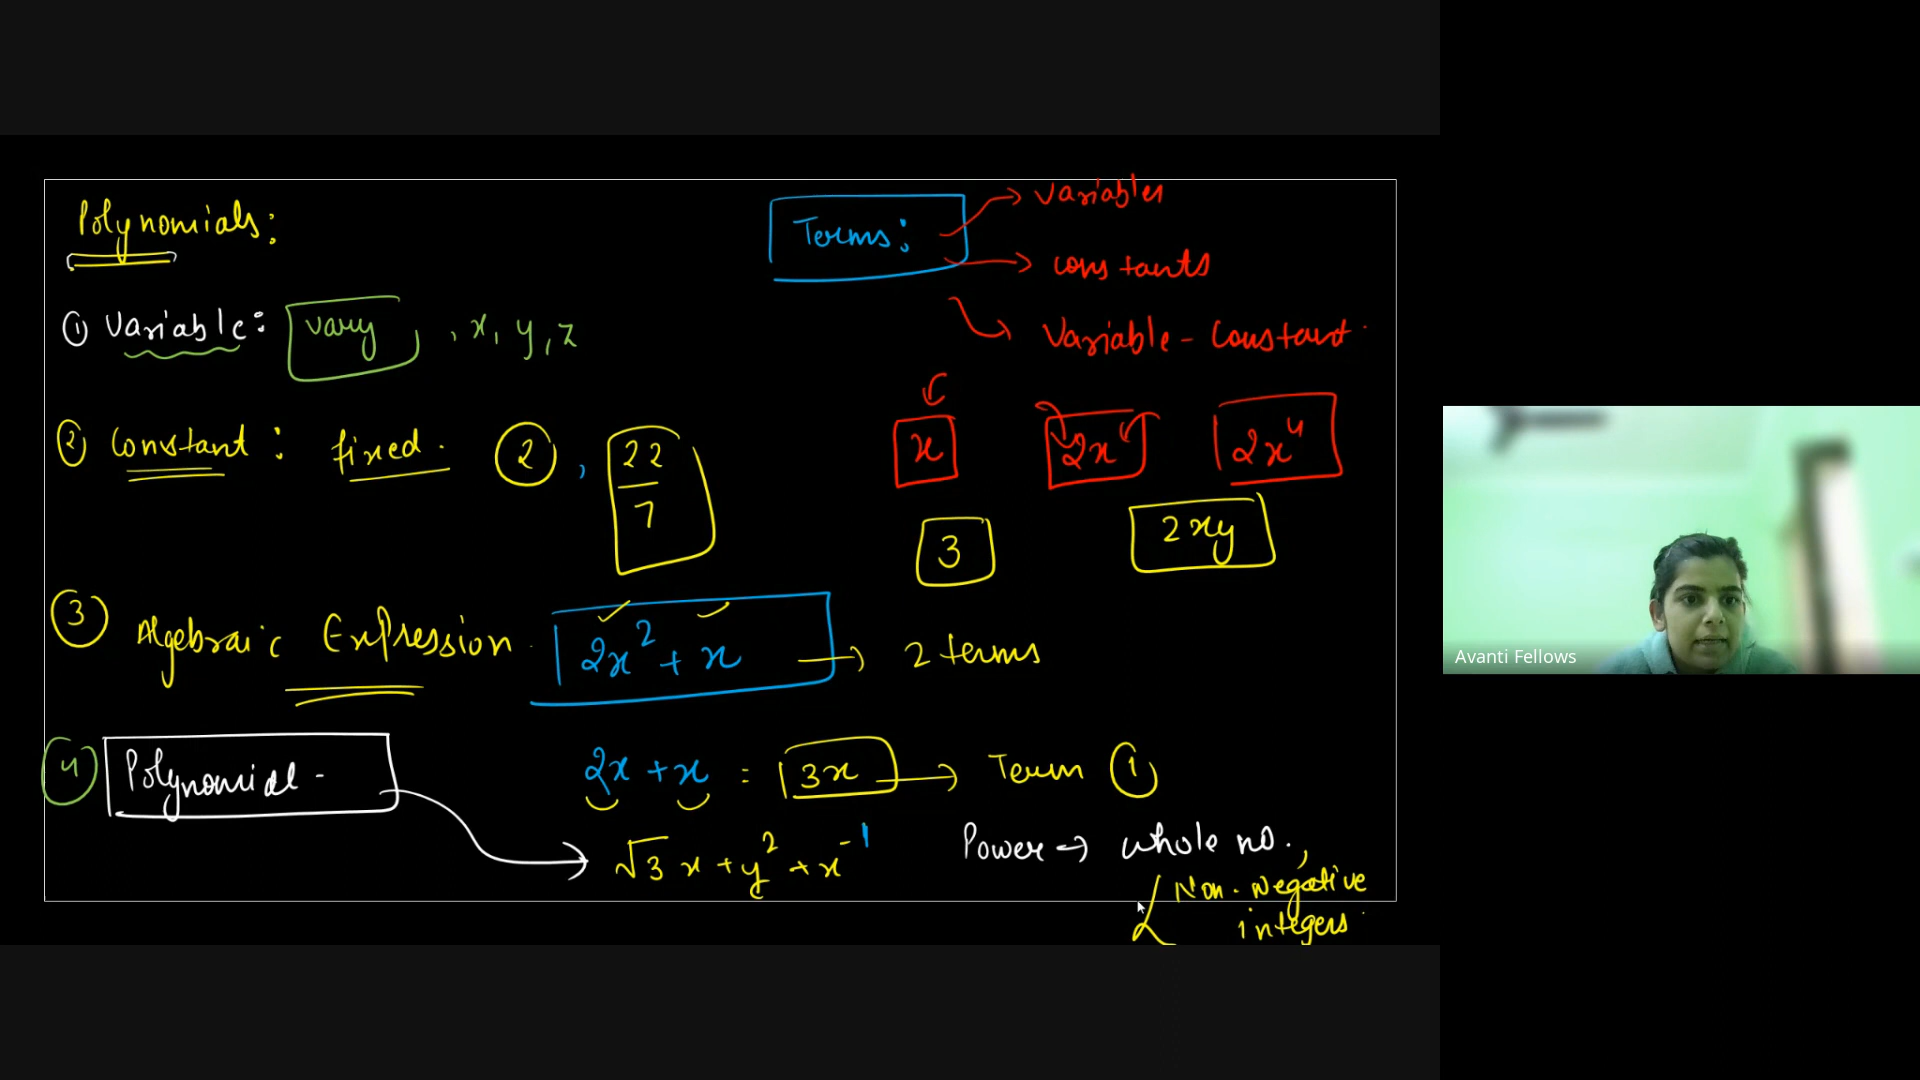 Polynomials:
① Variable: vary , x, y, z
② Constant: fixed. ② , 22/7
③ Algebraic Expression. 2x² + x → 2 terms
④ Polynomial -
2x + x = 3x → Term ①
√3 x + y² + x⁻¹
Power → whole no.,
Non-Negative
integers.
Terms:
→ Variables
→ constants
→ Variable - Constant.
x 2x 2x⁴
3 2xy
Avanti Fellows